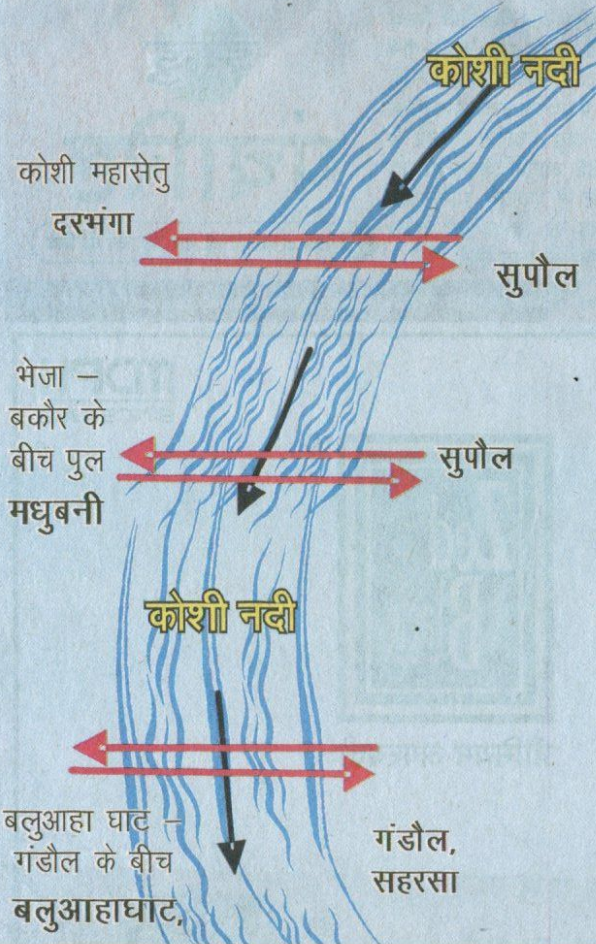 कोशी नदी
कोशी महासेतु
दरभंगा
सुपौल
भेजा –
बकौर के
बीच पुल
मधुबनी
सुपौल
कोशी नदी
बलुआहा घाट –
गंडौल के बीच
बलुआहाघाट,
गंडौल,
सहरसा